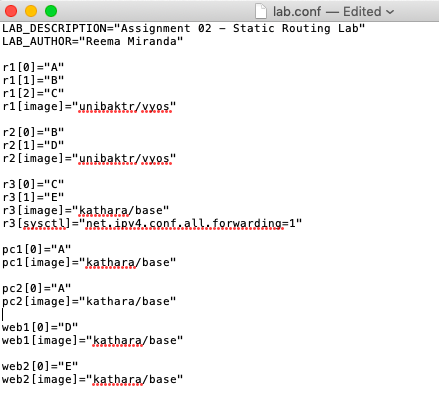 lab.conf — Edited
LAB_DESCRIPTION="Assignment 02 – Static Routing Lab"
LAB_AUTHOR="Reema Miranda"
r1[0]="A"
r1[1]="B"
r1[2]="C"
r1[image]="unibaktr/vyos"
r2[0]="B"
r2[1]="D"
r2[image]="unibaktr/vyos"
r3[0]="C"
r3[1]="E"
r3[image]="kathara/base"
r3[sysctl]="net.ipv4.conf.all.forwarding=1"
pc1[0]="A"
pc1[image]="kathara/base"
pc2[0]="A"
pc2[image]="kathara/base"
web1[0]="D"
web1[image]="kathara/base"
web2[0]="E"
web2[image]="kathara/base"